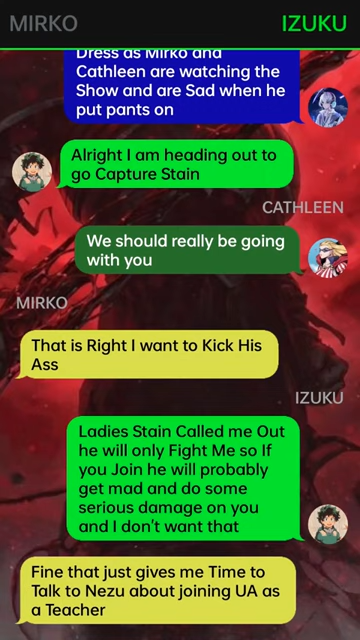 MIRKO IZUKU
Dress as Mirko and
Cathleen are watching the
Show and are Sad when he
put pants on
Alright I am heading out to
go Capture Stain
CATHLEEN
We should really be going
with you
MIRKO
That is Right I want to Kick His
Ass
IZUKU
Ladies Stain Called me Out
he will only Fight Me so If
you Join he will probably
get mad and do some
serious damage on you
and I don't want that
Fine that just gives me Time to
Talk to Nezu about joining UA as
a Teacher